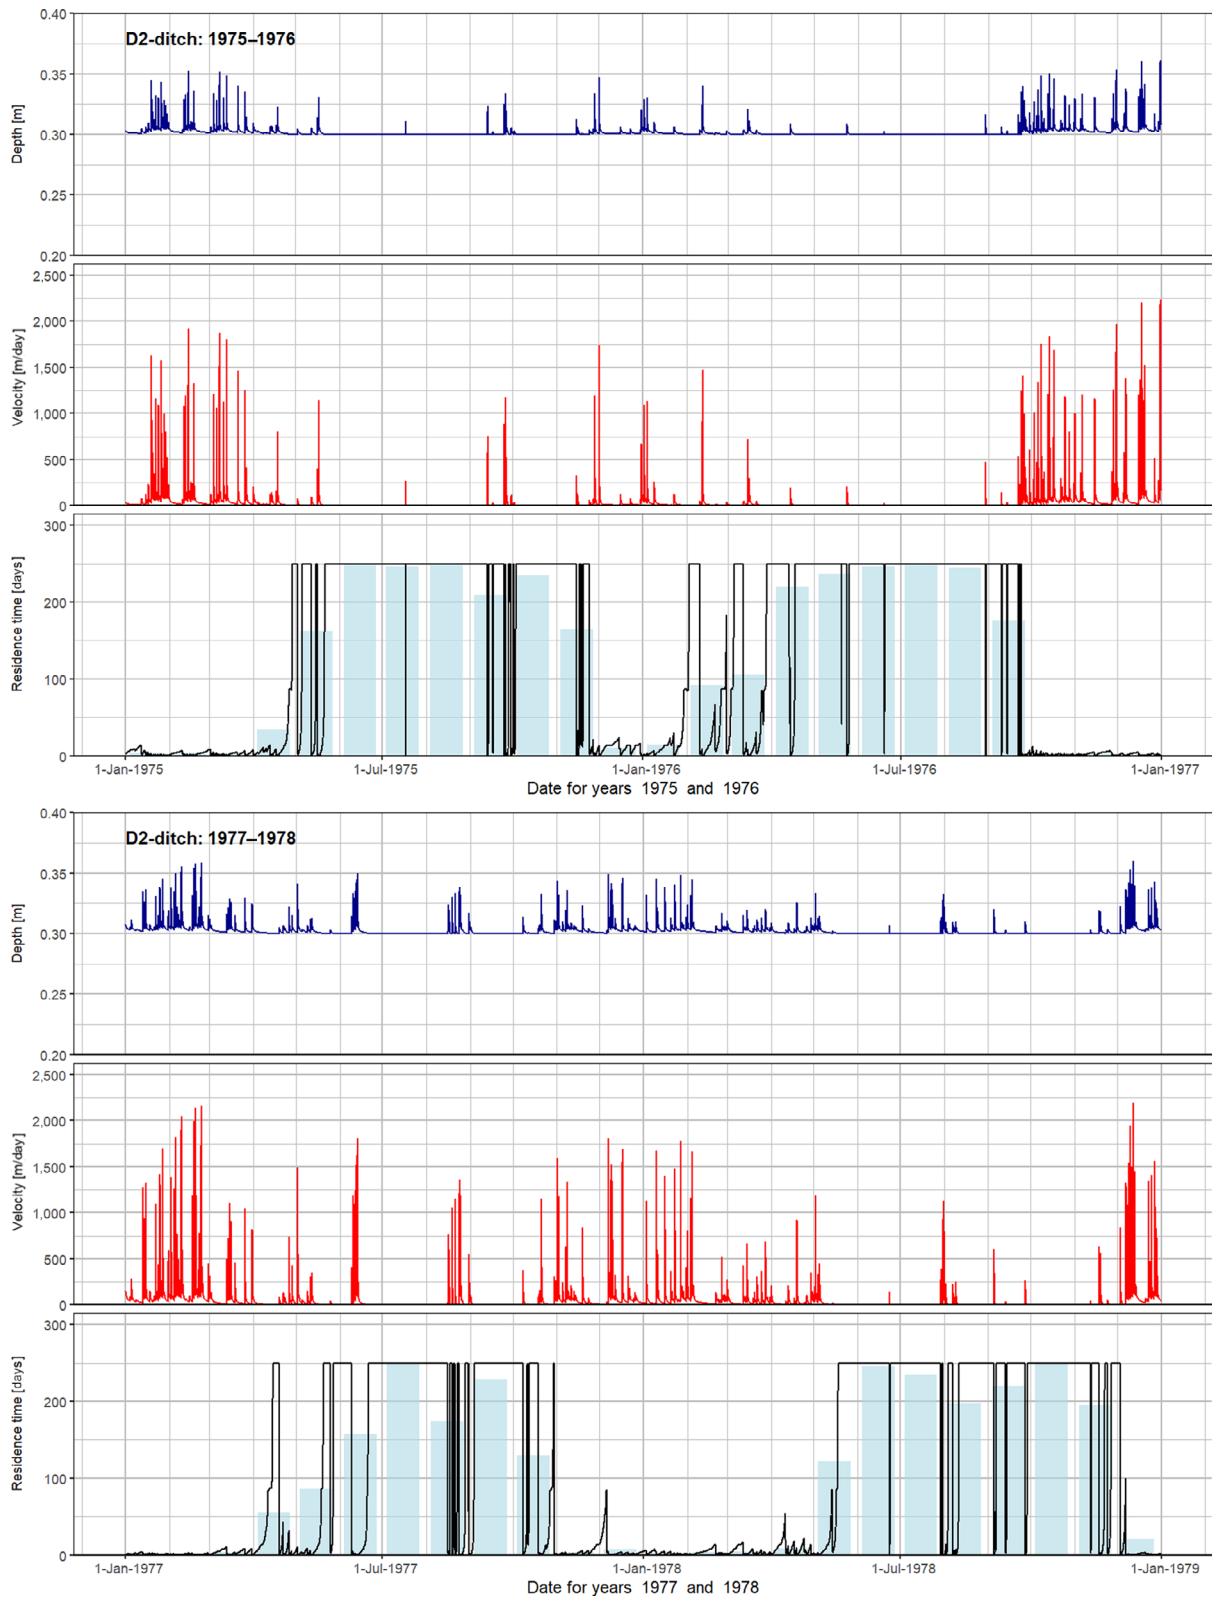 D2-ditch: 1975–1976
Depth [m]
0.40
0.35
0.30
0.25
0.20
Velocity [m/day]
2,500
2,000
1,500
1,000
500
0
Residence time [days]
300
200
100
0
1-Jan-1975 1-Jul-1975 1-Jan-1976 1-Jul-1976 1-Jan-1977
Date for years 1975 and 1976
D2-ditch: 1977–1978
Depth [m]
0.40
0.35
0.30
0.25
0.20
Velocity [m/day]
2,500
2,000
1,500
1,000
500
0
Residence time [days]
300
200
100
0
1-Jan-1977 1-Jul-1977 1-Jan-1978 1-Jul-1978 1-Jan-1979
Date for years 1977 and 1978